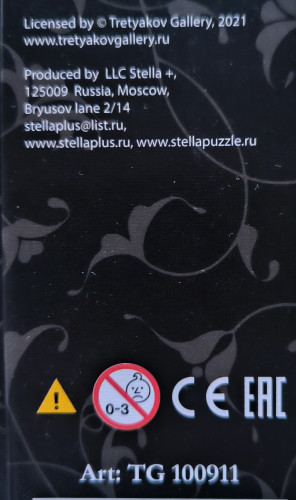 Licensed by © Tretyakov Gallery, 2021
www.tretyakovgallery.ru
Produced by LLC Stella +,
125009 Russia, Moscow,
Bryusov lane 2/14
stellaplus@list.ru,
www.stellaplus.ru, www.stellapuzzle.ru
!
0-3
CE EAC
Art: TG 100911